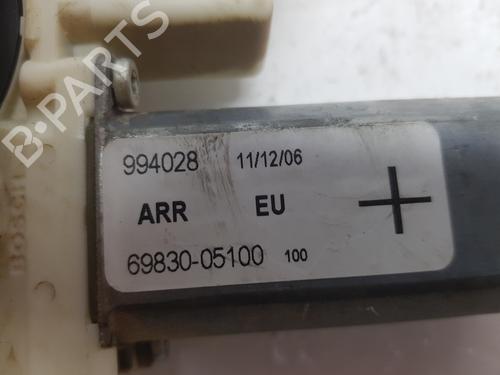 B-PARTS
BOSCH
994028 11/12/06
ARR EU
69830-05100 100